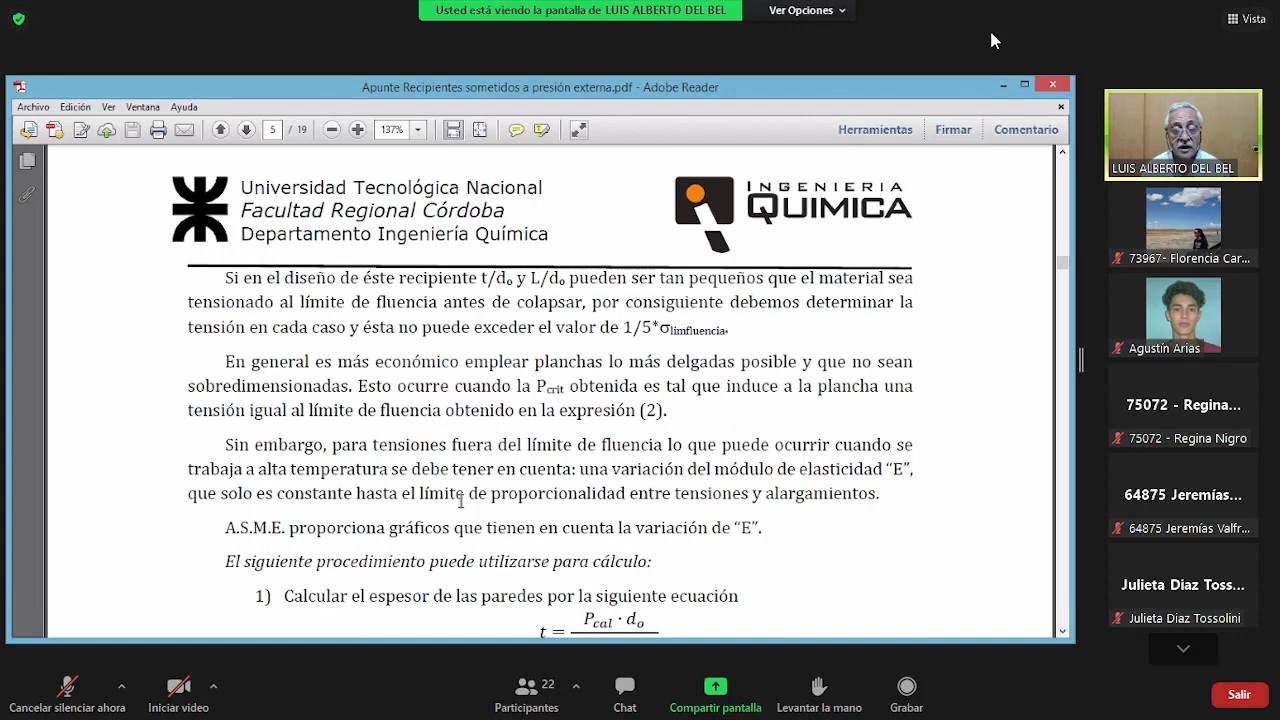 Usted está viendo la pantalla de LUIS ALBERTO DEL BEL
Ver Opciones
Vista
Apunte Recipientes sometidos a presión externa.pdf - Adobe Reader
Archivo Edición Ver Ventana Ayuda
5 / 19 137% Herramientas Firmar Comentario
Universidad Tecnológica Nacional
Facultad Regional Córdoba
Departamento Ingeniería Química
INGENIERIA
QUIMICA
Si en el diseño de éste recipiente t/dₒ y L/dₒ pueden ser tan pequeños que el material sea
tensionado al límite de fluencia antes de colapsar, por consiguiente debemos determinar la
tensión en cada caso y ésta no puede exceder el valor de 1/5*σlimfluencia.
En general es más económico emplear planchas lo más delgadas posible y que no sean
sobredimensionadas. Esto ocurre cuando la Pcrit obtenida es tal que induce a la plancha una
tensión igual al límite de fluencia obtenido en la expresión (2).
Sin embargo, para tensiones fuera del límite de fluencia lo que puede ocurrir cuando se
trabaja a alta temperatura se debe tener en cuenta: una variación del módulo de elasticidad “E”,
que solo es constante hasta el límite de proporcionalidad entre tensiones y alargamientos.
A.S.M.E. proporciona gráficos que tienen en cuenta la variación de “E”.
El siguiente procedimiento puede utilizarse para cálculo:
1) Calcular el espesor de las paredes por la siguiente ecuación
P_cal · d_o
t =
LUIS ALBERTO DEL BEL
73967- Florencia Car...
Agustín Arias
75072 - Regina...
75072 - Regina Nigro
64875 Jeremías...
64875 Jeremías Valfr...
Julieta Diaz Toss...
Julieta Diaz Tossolini
Cancelar silenciar ahora
Iniciar video
22
Participantes
Chat
Compartir pantalla
Levantar la mano
Grabar
Salir